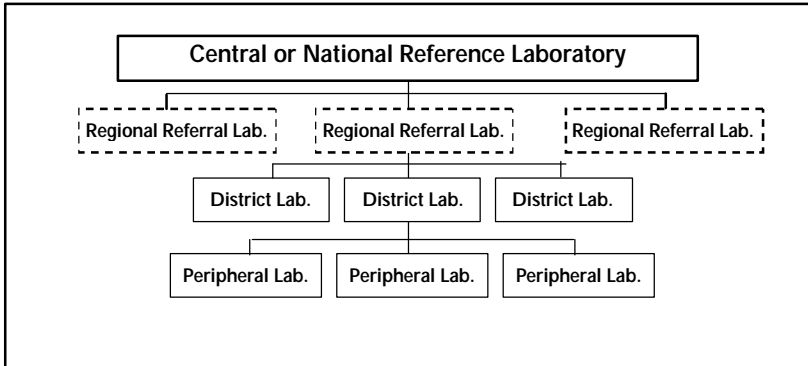 Central or National Reference Laboratory
Regional Referral Lab. Regional Referral Lab. Regional Referral Lab.
District Lab. District Lab. District Lab.
Peripheral Lab. Peripheral Lab. Peripheral Lab.